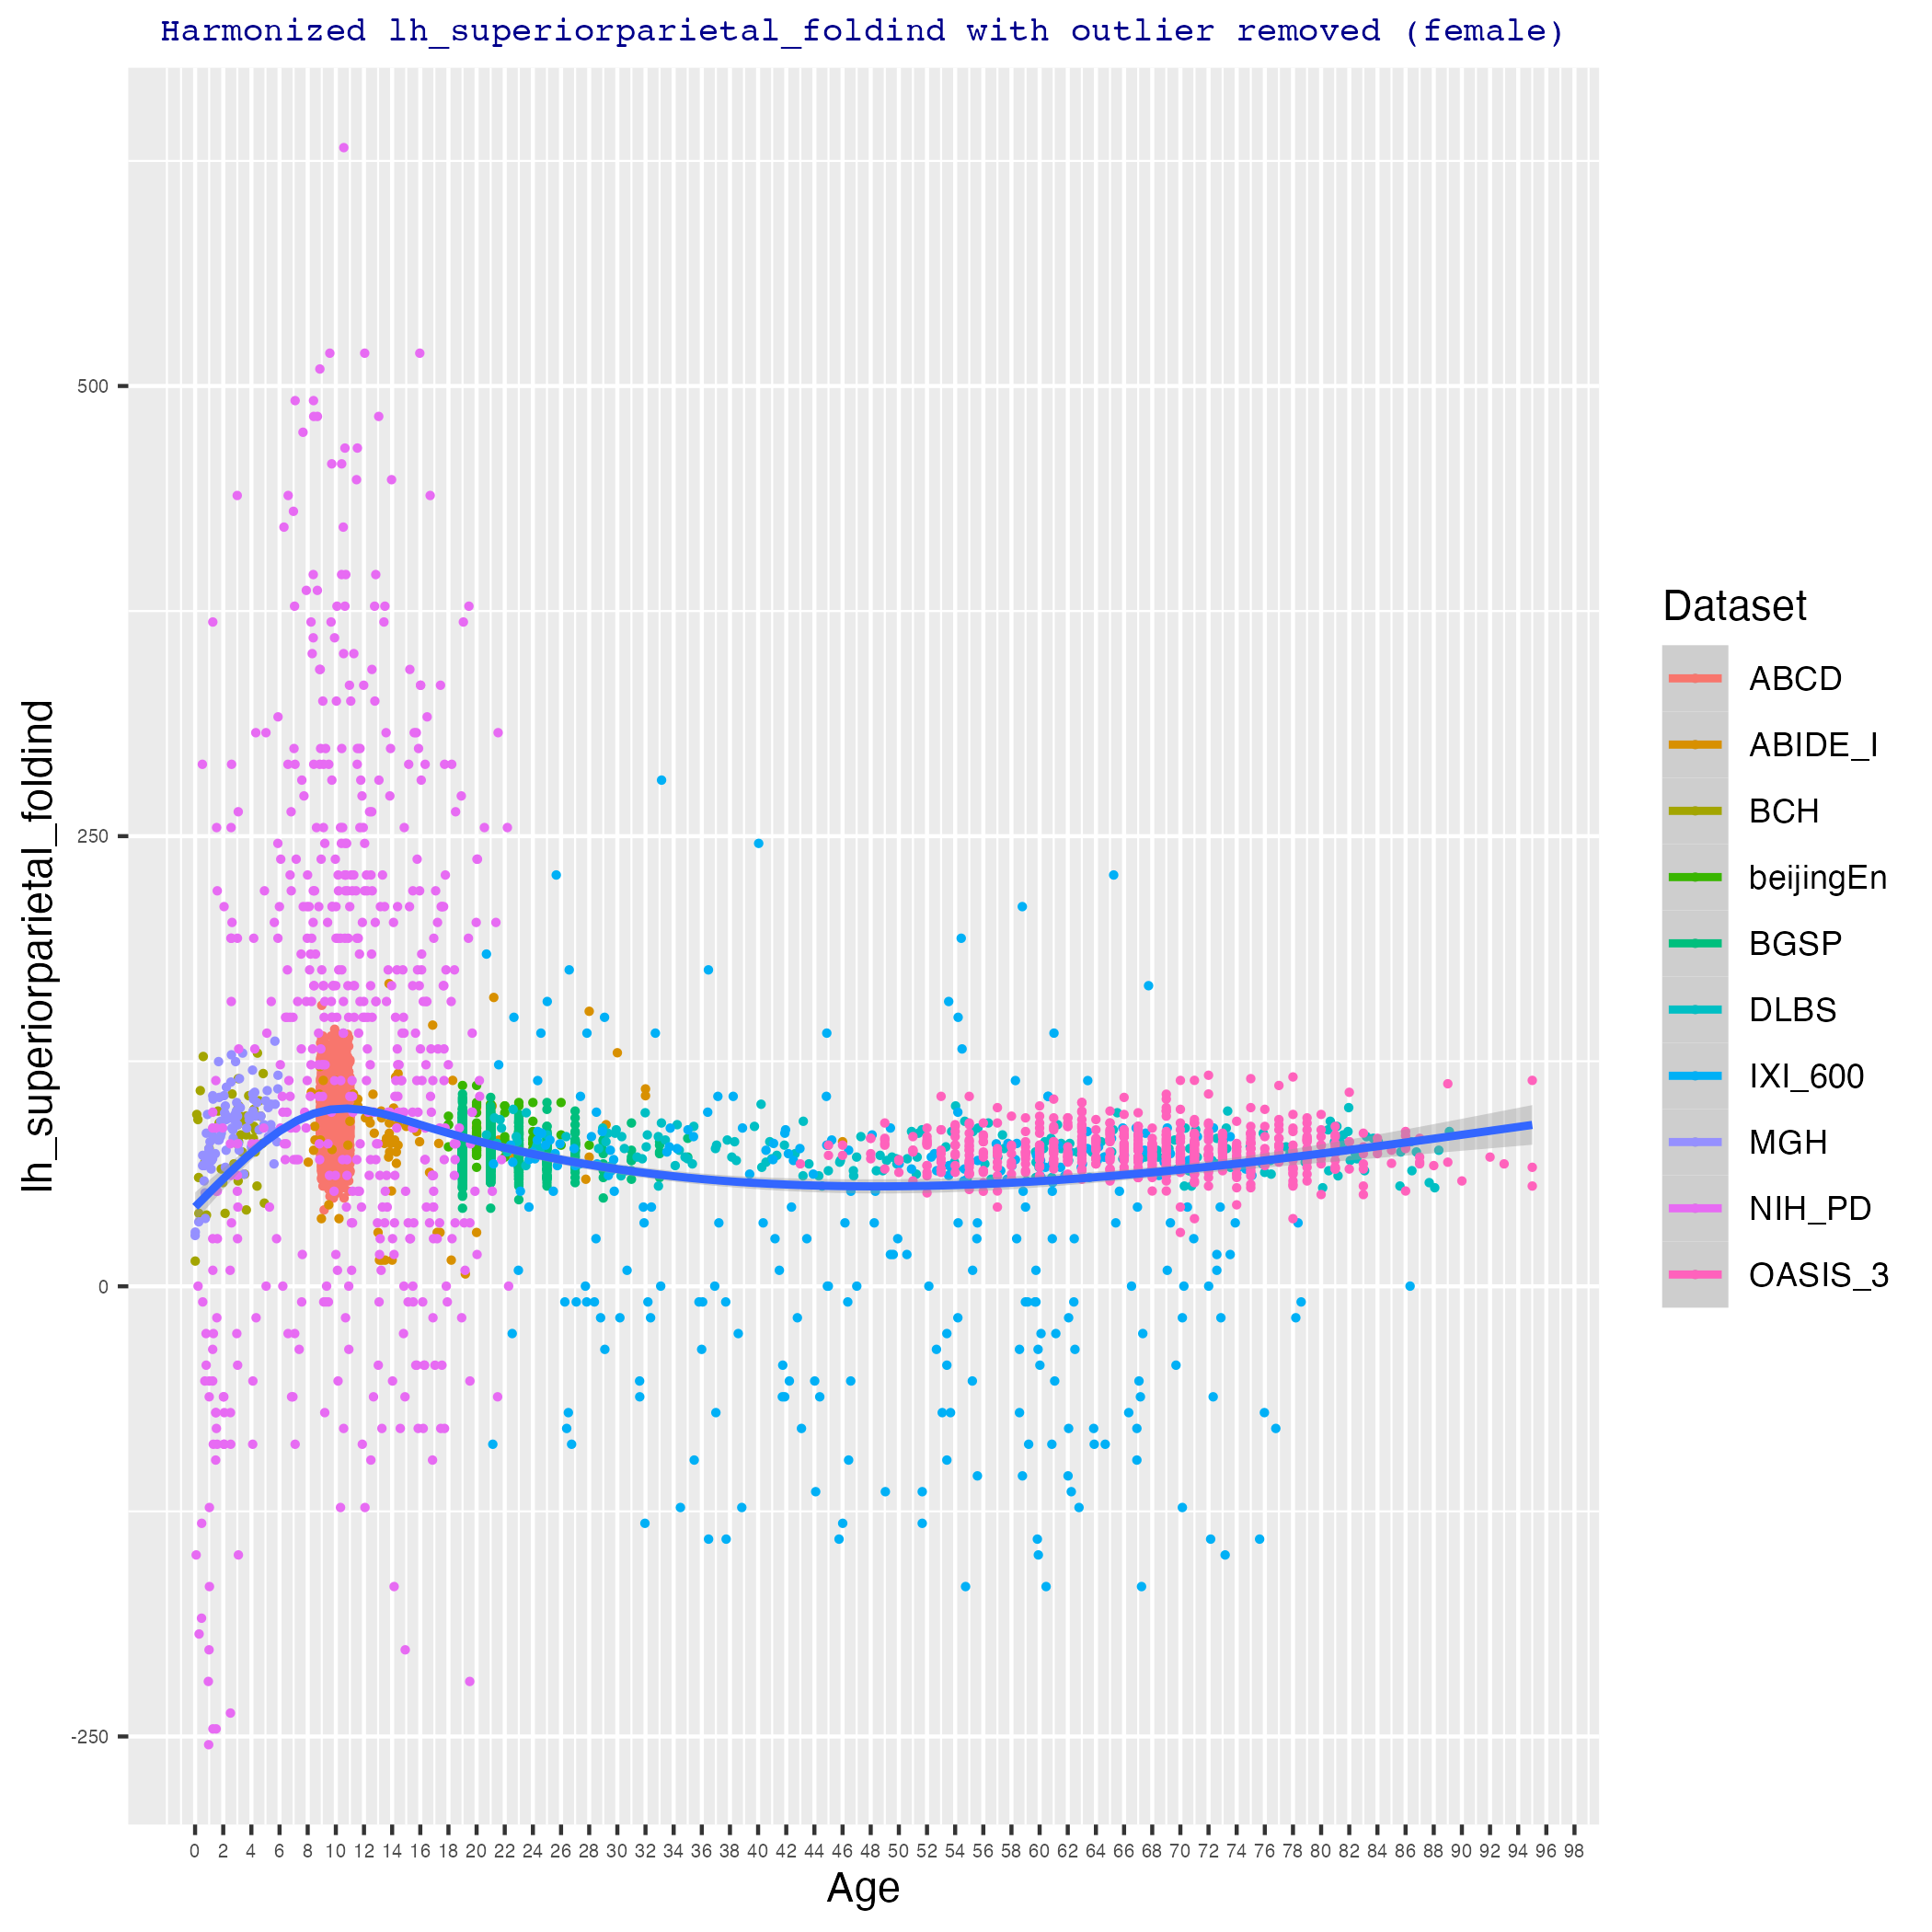 Harmonized lh_superiorparietal_foldind with outlier removed (female)
lh_superiorparietal_foldind
500
250
0
-250
0 2 4 6 8 10 12 14 16 18 20 22 24 26 28 30 32 34 36 38 40 42 44 46 48 50 52 54 56 58 60 62 64 66 68 70 72 74 76 78 80 82 84 86 88 90 92 94 96 98
Age
Dataset
ABCD
ABIDE_I
BCH
beijingEn
BGSP
DLBS
IXI_600
MGH
NIH_PD
OASIS_3